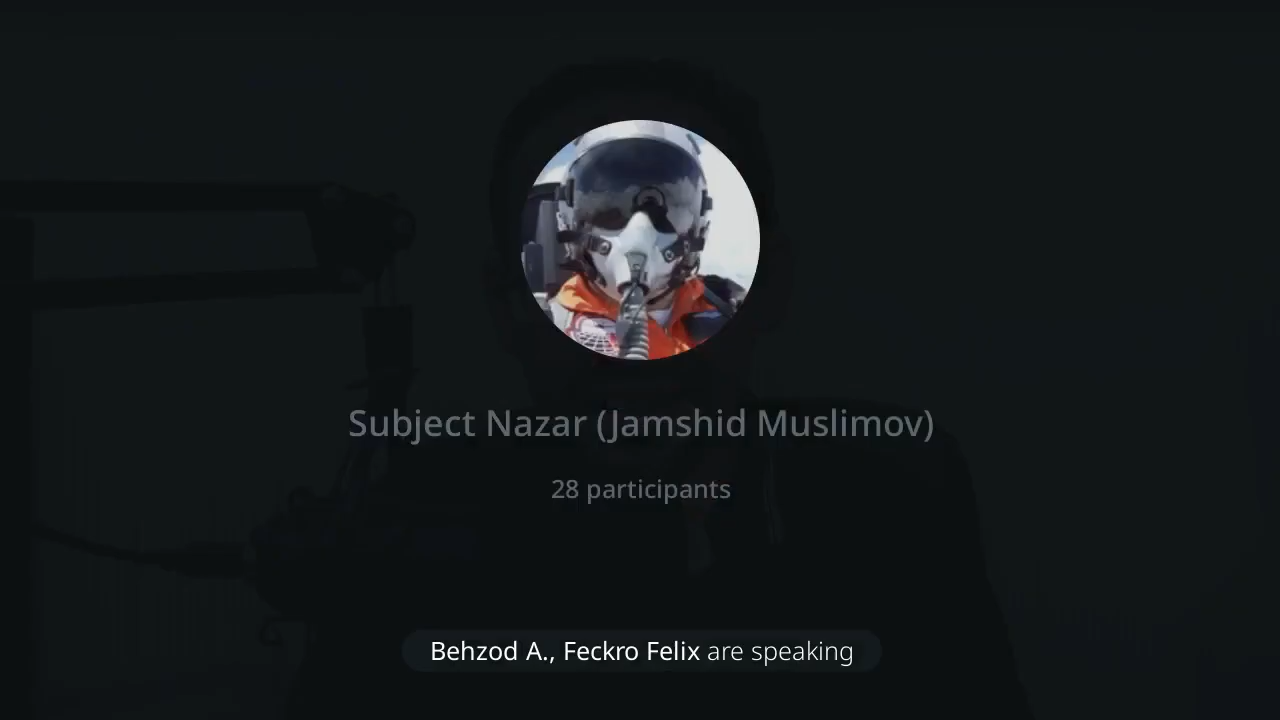 Subject Nazar (Jamshid Muslimov)
28 participants
Behzod A., Feckro Felix are speaking